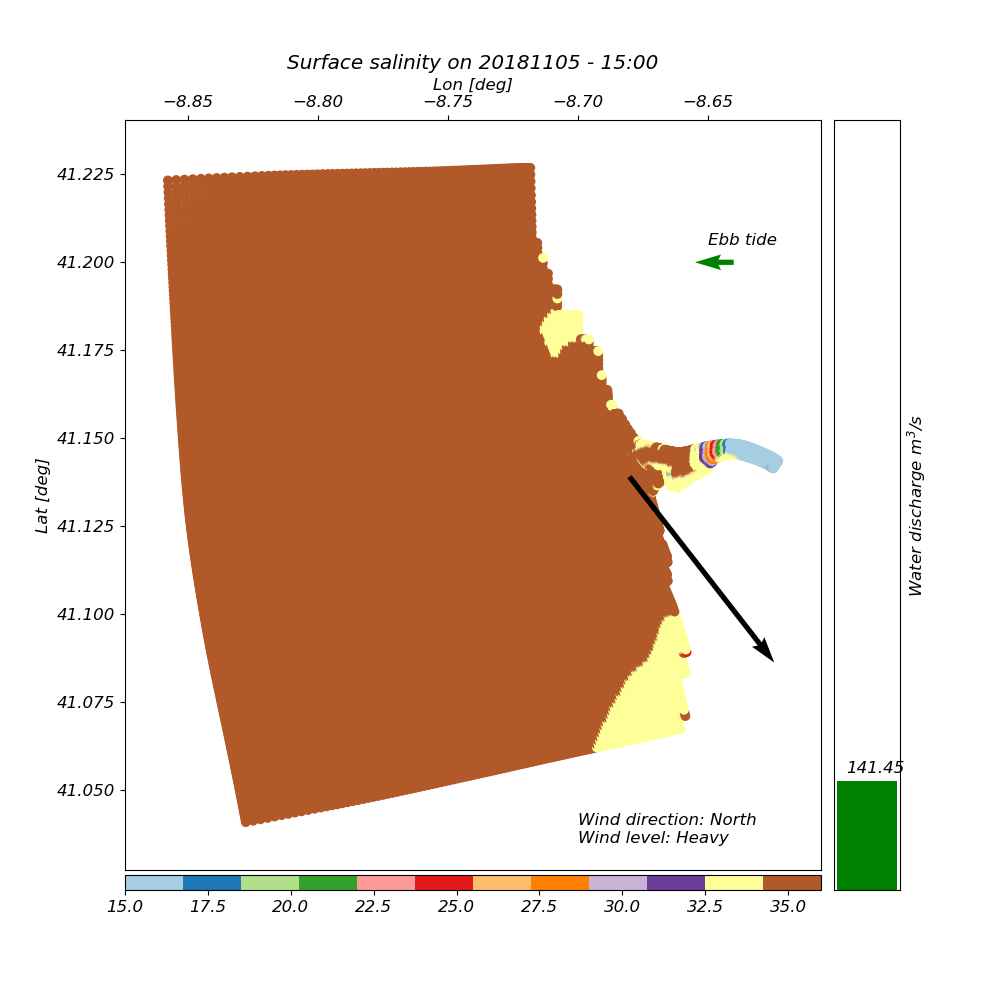 Surface salinity on 20181105 - 15:00
Lon [deg]
−8.85 −8.80 −8.75 −8.70 −8.65
41.225
41.200
41.175
41.150
41.125
41.100
41.075
41.050
Lat [deg]
Ebb tide
Wind direction: North
Wind level: Heavy
141.45
Water discharge m³/s
15.0 17.5 20.0 22.5 25.0 27.5 30.0 32.5 35.0